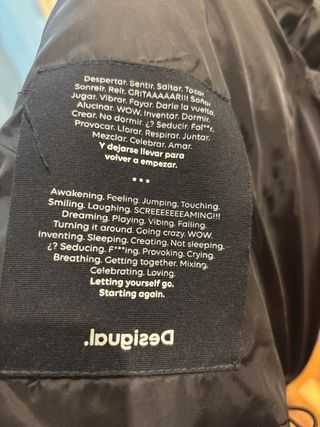 Despertar. Sentir. Saltar. Tocar.
Sonreír. Reír. GRITAAAAAR!!! Soñar.
Jugar. Vibrar. Fayar. Darle la vuelta.
Alucinar. WOW. Inventar. Dormir.
Crear. No dormir. ¿? Seducir. Fol**r.
Provocar. Llorar. Respirar. Juntar.
Mezclar. Celebrar. Amar.
Y dejarse llevar para
volver a empezar.
•••
Awakening. Feeling. Jumping. Touching.
Smiling. Laughing. SCREEEEEEEAMING!!!
Dreaming. Playing. Vibing. Failing.
Turning it around. Going crazy. WOW.
Inventing. Sleeping. Creating. Not sleeping.
¿? Seducing. F***ing. Provoking. Crying.
Breathing. Getting together. Mixing.
Celebrating. Loving.
Letting yourself go.
Starting again.
Desigual.